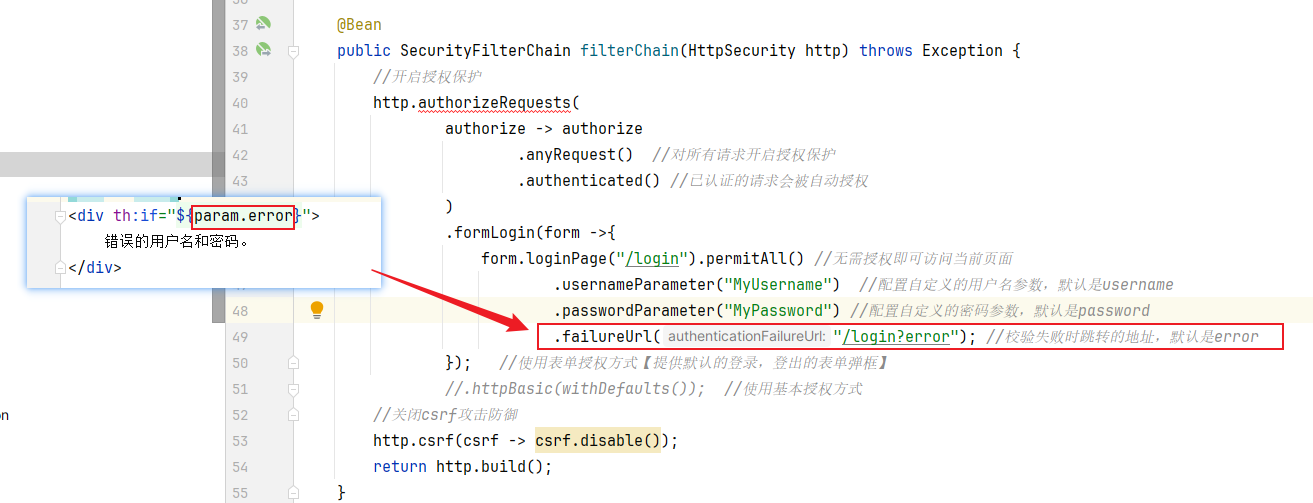 37 @Bean
38 public SecurityFilterChain filterChain(HttpSecurity http) throws Exception {
39 //开启授权保护
40 http.authorizeRequests(
41 authorize -> authorize
42 .anyRequest()  //对所有请求开启授权保护
43 .authenticated() //已认证的请求会被自动授权
)
.formLogin(form ->{
form.loginPage("/login").permitAll() //无需授权即可访问当前页面
.usernameParameter("MyUsername")  //配置自定义的用户名参数，默认是username
48 .passwordParameter("MyPassword") //配置自定义的密码参数，默认是password
49 .failureUrl( authenticationFailureUrl: "/login?error"); //校验失败时跳转的地址，默认是error
50 });   //使用表单授权方式【提供默认的登录，登出的表单弹框】
51 //.httpBasic(withDefaults());  //使用基本授权方式
52 //关闭csrf攻击防御
53 http.csrf(csrf -> csrf.disable());
54 return http.build();
55 }
<div th:if="${param.error}">
错误的用户名和密码。
</div>
on